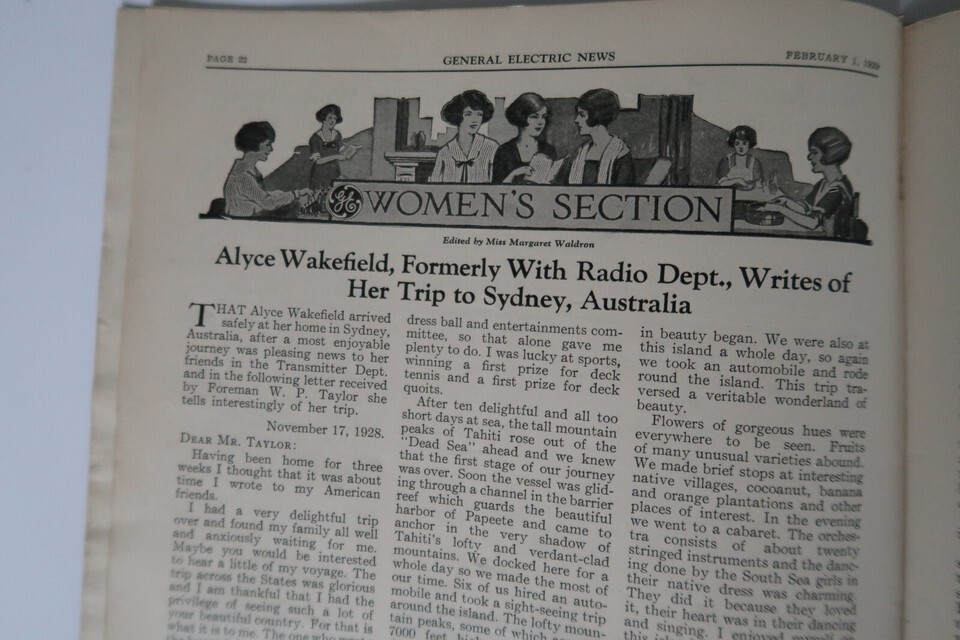 PAGE 22
GENERAL ELECTRIC NEWS
FEBRUARY 1, 1929
GE WOMEN'S SECTION
Edited by Miss Margaret Waldron
Alyce Wakefield, Formerly With Radio Dept., Writes of
Her Trip to Sydney, Australia
THAT Alyce Wakefield arrived
safely at her home in Sydney,
Australia, after a most enjoyable
journey was pleasing news to her
friends in the Transmitter Dept.
and in the following letter received
by Foreman W. P. Taylor she
tells interestingly of her trip.
November 17, 1928.
DEAR MR. TAYLOR:
Having been home for three
weeks I thought that it was about
time I wrote to my American
friends.
I had a very delightful trip
over and found my family all well
and anxiously waiting for me.
Maybe you would be interested
to hear a little of my voyage. The
trip across the States was glorious
and I am thankful that I had the
privilege of seeing such a lot of
your beautiful country. For that is
what it is to me. The one who
dress ball and entertainments com-
mittee, so that alone gave me
plenty to do. I was lucky at sports,
winning a first prize for deck
tennis and a first prize for deck
quoits.
After ten delightful and all too
short days at sea, the tall mountain
peaks of Tahiti rose out of the
"Dead Sea" ahead and we knew
that the first stage of our journey
was over. Soon the vessel was glid-
ing through a channel in the barrier
reef which guards the beautiful
harbor of Papeete and came to
anchor in the very shadow of
Tahiti's lofty and verdant-clad
mountains. We docked here for a
whole day so we made the most of
our time. Six of us hired an auto-
mobile and took a sight-seeing trip
around the island. The lofty moun-
tain peaks, some of which
7000 feet
in beauty began. We were also at
this island a whole day, so again
we took an automobile and rode
round the island. This trip tra-
versed a veritable wonderland of
beauty.
Flowers of gorgeous hues were
everywhere to be seen. Fruits
of many unusual varieties abound.
We made brief stops at interesting
native villages, cocoanut, banana
and orange plantations and other
places of interest. In the evening
we went to a cabaret. The orches-
tra consists of about twenty
stringed instruments and the danc-
ing done by the South Sea girls in
their native dress was charming.
They did it because they loved
it, their heart was in their dancing
and singing. I enjoyed myself